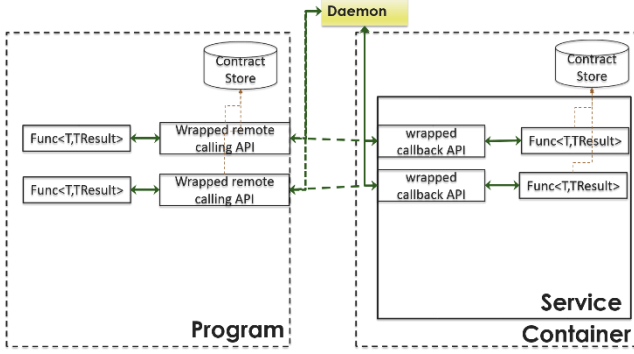 Daemon
Contract
Store
Func<T,TResult>
Wrapped remote
calling API
Func<T,TResult>
Wrapped remote
calling API
Program
Contract
Store
wrapped
callback API
Func<T,TResult>
wrapped
callback API
Func<T,TResult>
Service
Container